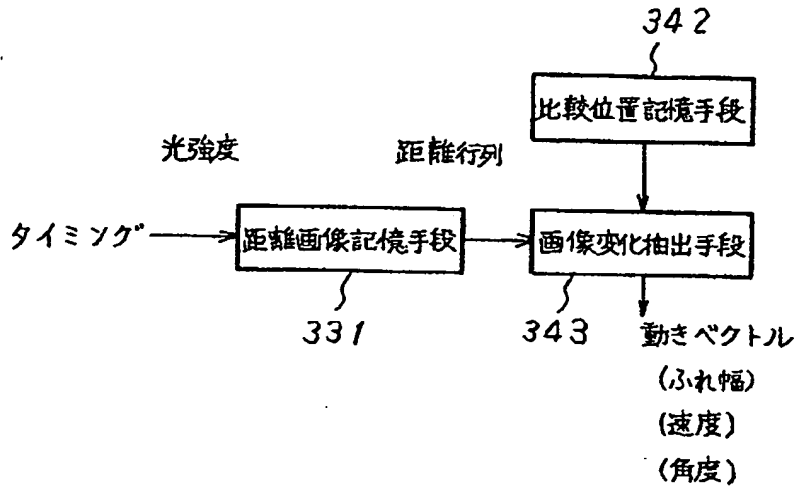 342
比較位置記憶手段
光強度
距離行列
タイミング
距離画像記憶手段
画像変化抽出手段
331
343
動きベクトル
(ふれ幅)
(速度)
(角度)